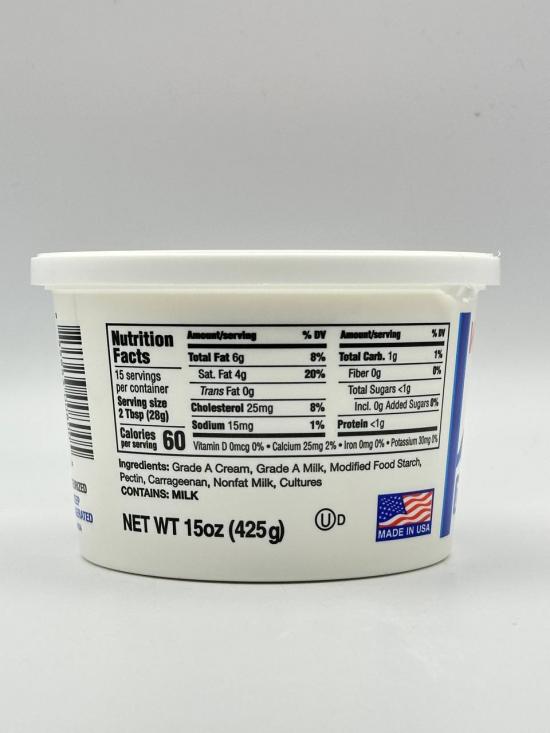 Nutrition
Facts
15 servings
per container
Serving size
2 Tbsp (28g)
Calories
per serving
60
Amount/serving % DV
Total Fat 6g 8%
Sat. Fat 4g 20%
Trans Fat 0g
Cholesterol 25mg 8%
Sodium 15mg 1%
Amount/serving % DV
Total Carb. 1g 1%
Fiber 0g 0%
Total Sugars <1g
Incl. 0g Added Sugars 0%
Protein <1g
Vitamin D 0mcg 0% • Calcium 25mg 2% • Iron 0mg 0% • Potassium 30mg 0%
Ingredients: Grade A Cream, Grade A Milk, Modified Food Starch,
Pectin, Carrageenan, Nonfat Milk, Cultures
CONTAINS: MILK
NET WT 15oz (425g)
U D
MADE IN USA